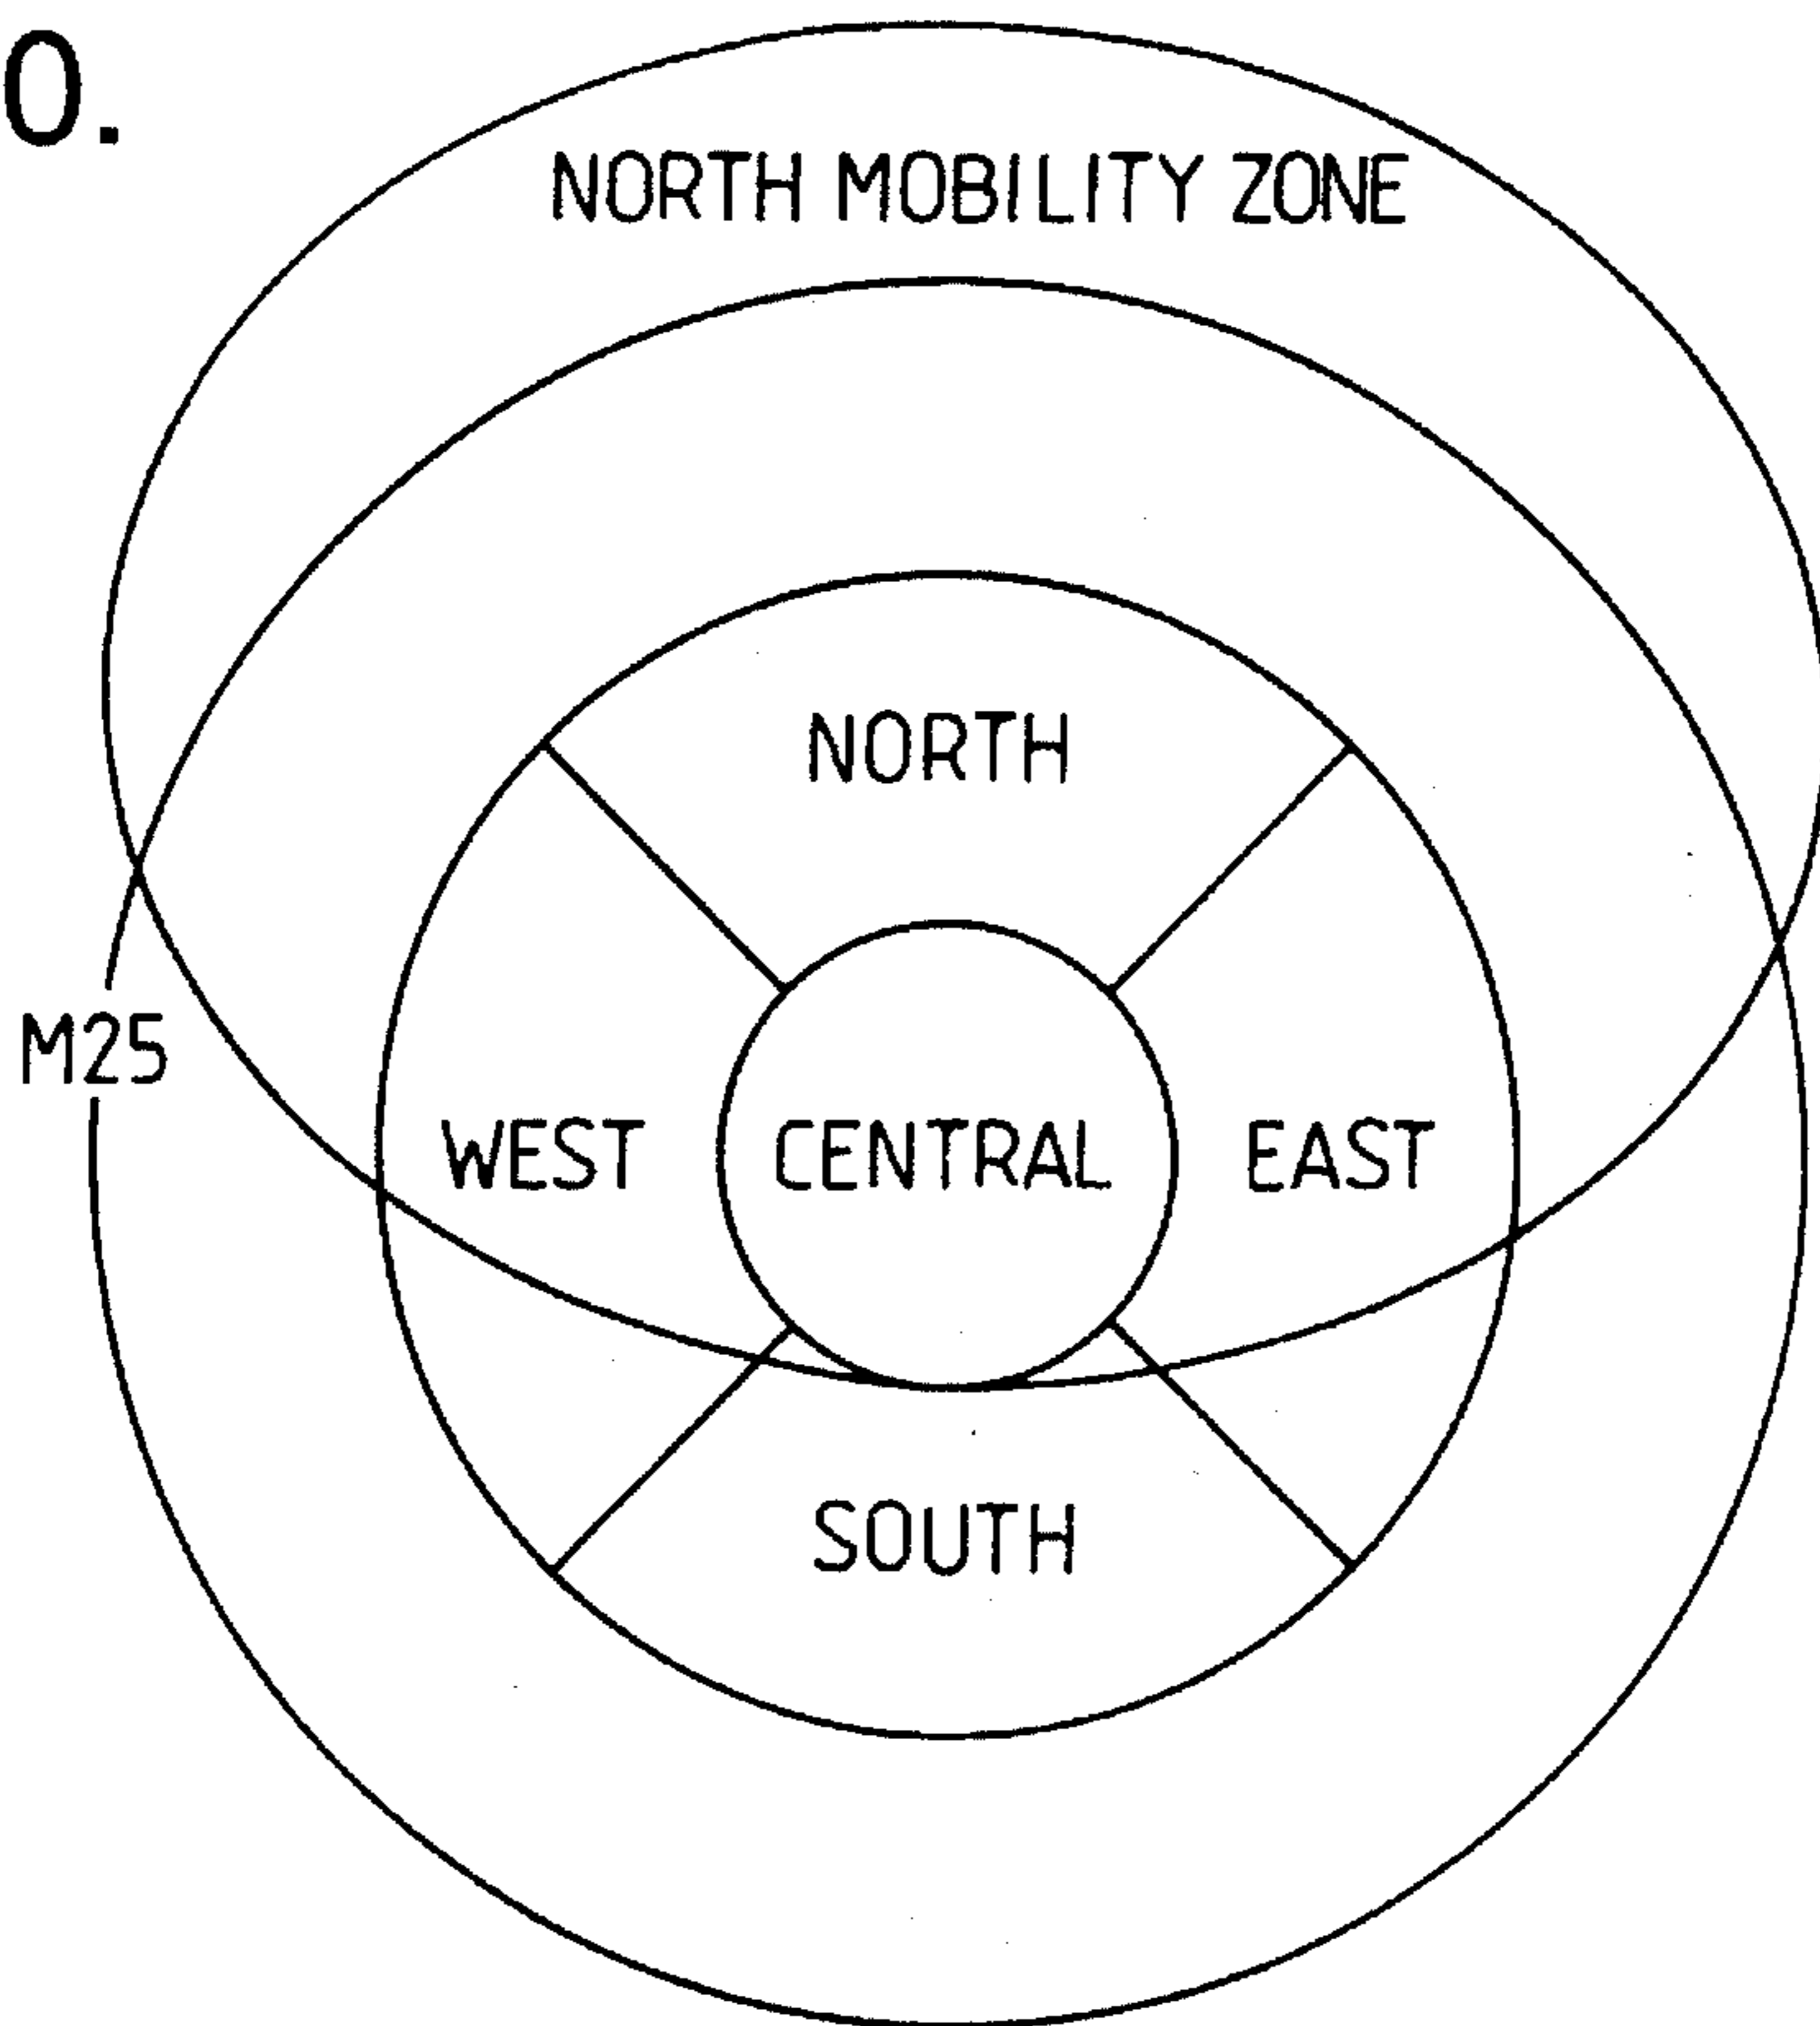 0.
NORTH MOBILITY ZONE
NORTH
M25
WEST CENTRAL EAST
SOUTH